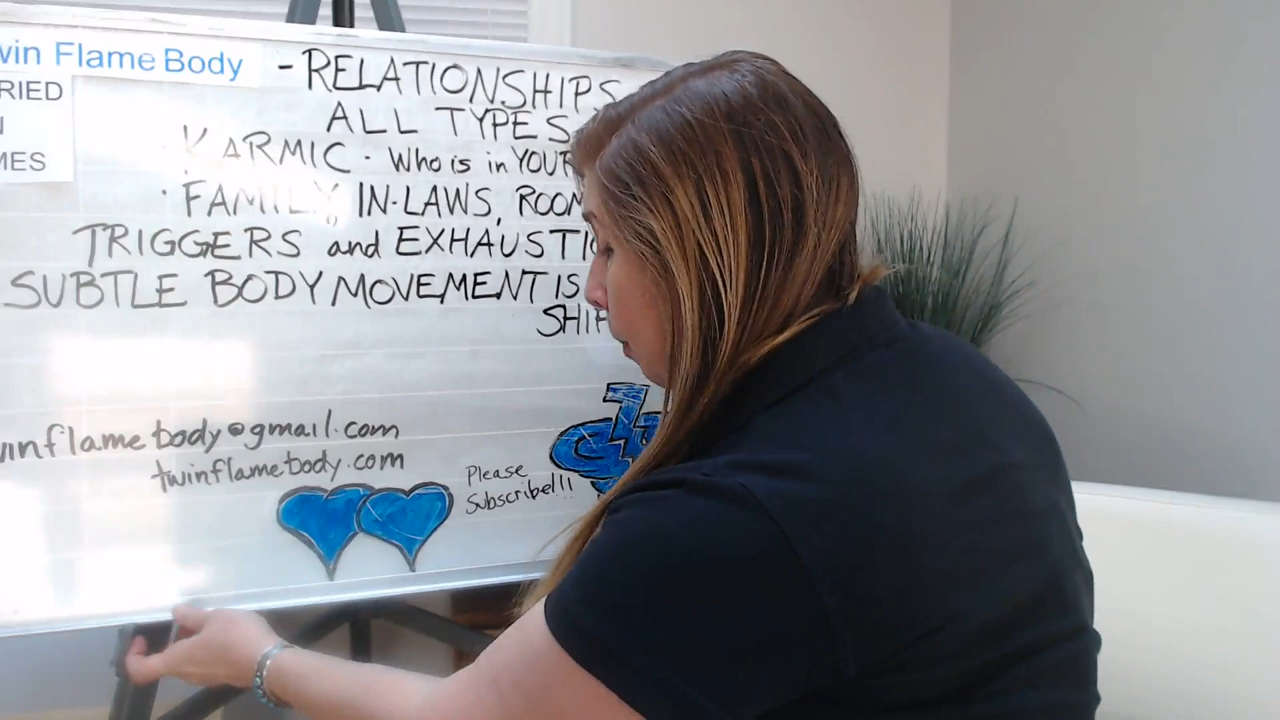 win Flame Body
RIED
MES
- RELATIONSHIPS
ALL TYPES
· KARMIC · Who is in YOUR
· FAMILY, IN-LAWS, ROOM
TRIGGERS and EXHAUSTI
SUBTLE BODY MOVEMENT IS
SHIF
winflamebody@gmail.com
twinflamebody.com
Please
Subscribe!!!